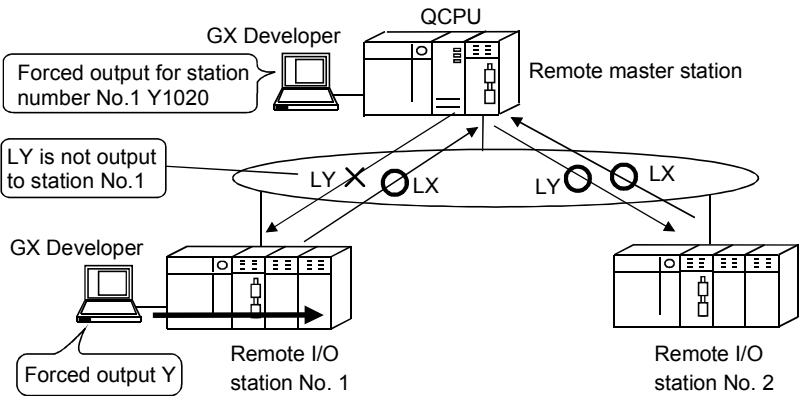 QCPU
GX Developer
Forced output for station
number No.1 Y1020
Remote master station
LY is not output
to station No.1
LY
LX
LY
LX
GX Developer
Forced output Y
Remote I/O
station No. 1
Remote I/O
station No. 2